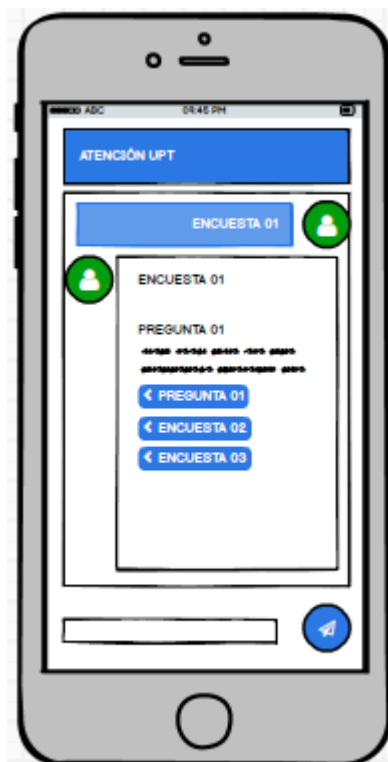 ABC 09:45 PM
ATENCIÓN UPT
ENCUESTA 01
ENCUESTA 01
PREGUNTA 01
PREGUNTA 01
ENCUESTA 02
ENCUESTA 03